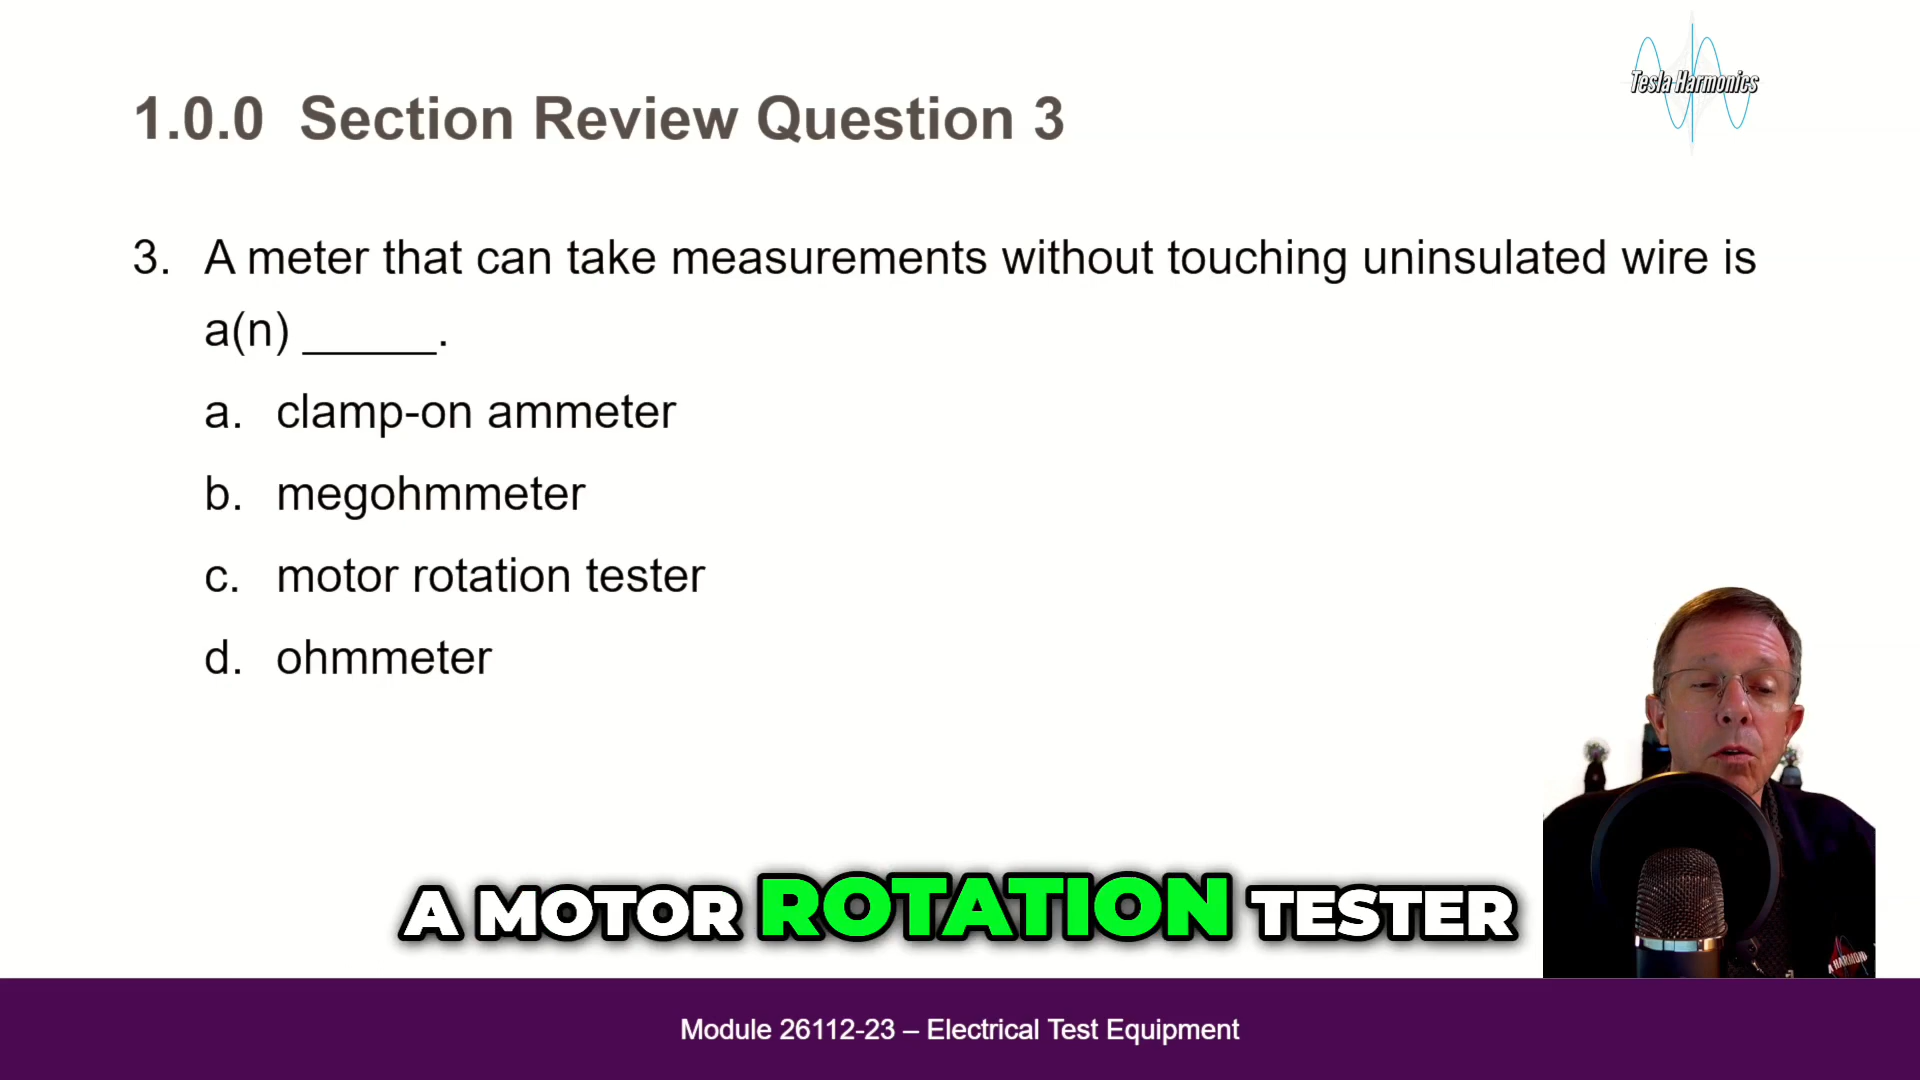 Tesla Harmonics
1.0.0 Section Review Question 3
3. A meter that can take measurements without touching uninsulated wire is
a(n) _____.
a. clamp-on ammeter
b. megohmmeter
c. motor rotation tester
d. ohmmeter
A MOTOR ROTATION TESTER
Module 26112-23 – Electrical Test Equipment